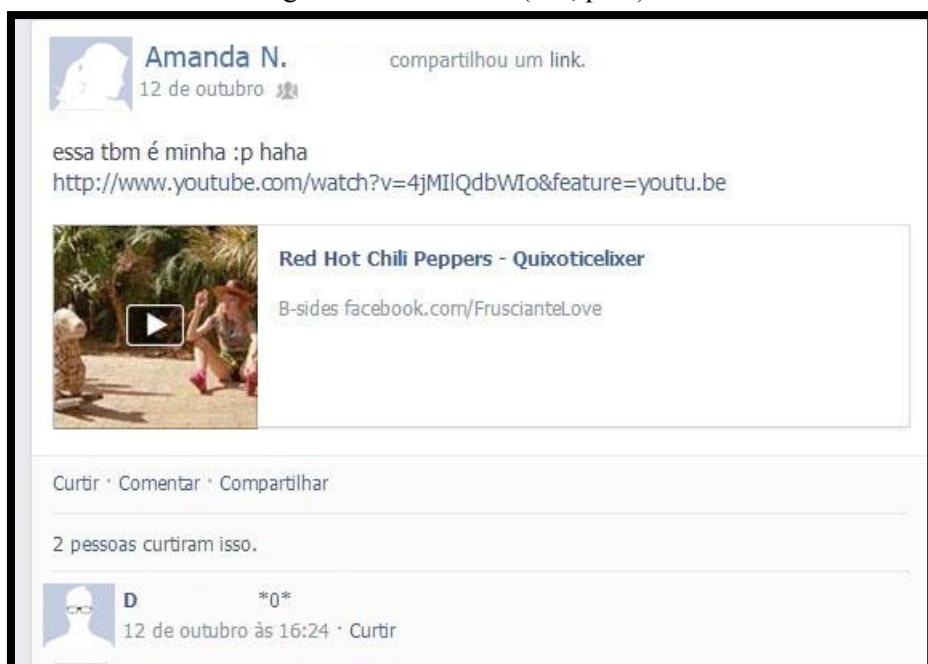 Amanda N. compartilhou um link.
12 de outubro
essa tbm é minha :p haha
http://www.youtube.com/watch?v=4jMIlQdbWIo&feature=youtu.be
Red Hot Chili Peppers - Quixoticelixer
B-sides facebook.com/FruscianteLove
Curtir · Comentar · Compartilhar
2 pessoas curtiram isso.
D *0*
12 de outubro às 16:24 · Curtir